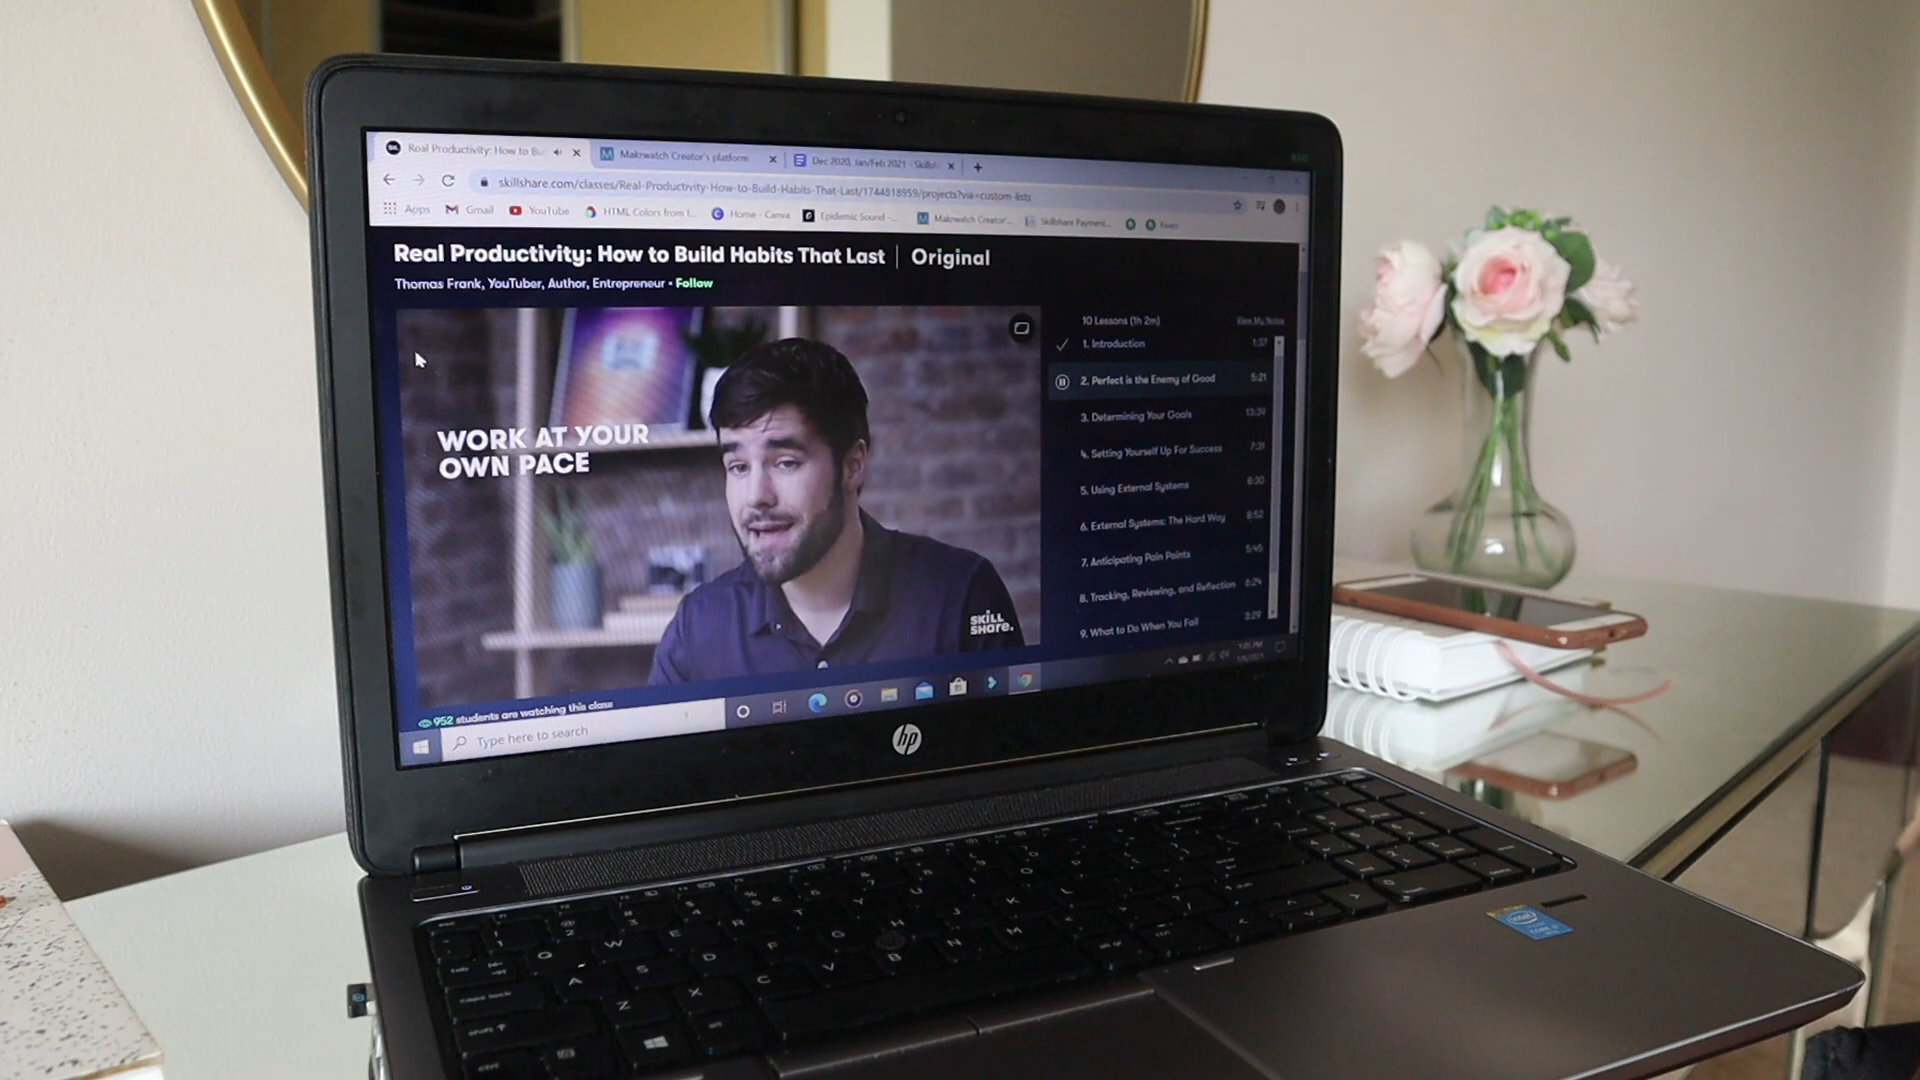 Real Productivity: How to Bu
Makrwatch Creator's platform
Dec 2020, Jan/Feb 2021 - Skills
skillshare.com/classes/Real-Productivity-How-to-Build-Habits-That-Last/1744818959/projects?via=custom-lists
Apps
Gmail
YouTube
HTML Colors from I...
Home - Canva
Epidemic Sound -...
Makrwatch Creator'...
Skillshare Payment...
Real Productivity: How to Build Habits That Last | Original
Thomas Frank, YouTuber, Author, Entrepreneur • Follow
WORK AT YOUR
OWN PACE
SKILL
SHare.
10 Lessons (1h 2m)
View My Notes
1. Introduction 1:37
2. Perfect is the Enemy of Good 5:21
3. Determining Your Goals 13:39
4. Setting Yourself Up For Success 7:31
5. Using External Systems 8:30
6. External Systems: The Hard Way 8:52
7. Anticipating Pain Points 5:45
8. Tracking, Reviewing, and Reflection 6:24
9. What to Do When You Fail 3:29
952 students are watching this class
Type here to search
hp
intel
CORE i7
Q W E R T Y U I O P
A S D F G H J K L
Z X C V B N M